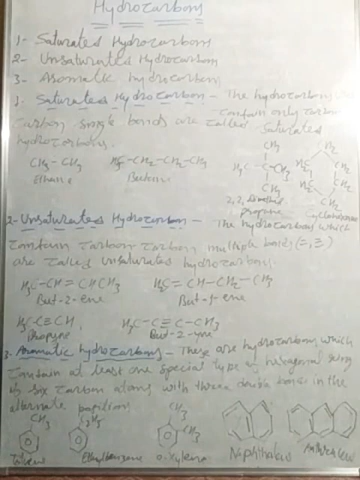 Hydrocarbons
1- Saturated Hydrocarbons
2- Unsaturated Hydrocarbon
3- Aromatic hydrocarbon
1. Saturated Hydrocarbon - The hydrocarbons
contain only carbon
Carbon single bonds are called Saturated
hydrocarbons.
CH3 - CH3
Ethane
H3C - CH2 - CH2 - CH3
Butane
CH3
H3C - C - CH3
CH3
2,2, Dimethyl
propane
Cyclohexane
2- Unsaturated Hydrocarbon - The hydrocarbons which
contain carbon carbon multiple bonds (=, ≡)
are called unsaturated hydrocarbons.
H3C - CH = CHCH3
But-2-ene
H2C = CH - CH2 - CH3
But-1-ene
H3C - C≡CH,
Propyne
H3C - C≡C - CH3
But-2-yne
3. Aromatic hydrocarbons - These are hydrocarbons which
contain at least one special type of hexagonal ring
of six carbon atoms with three double bonds in the
alternate position
CH3
Toluene
C2H5
Ethylbenzene
CH3
CH3
o-xylene
Naphthalene
Anthracene